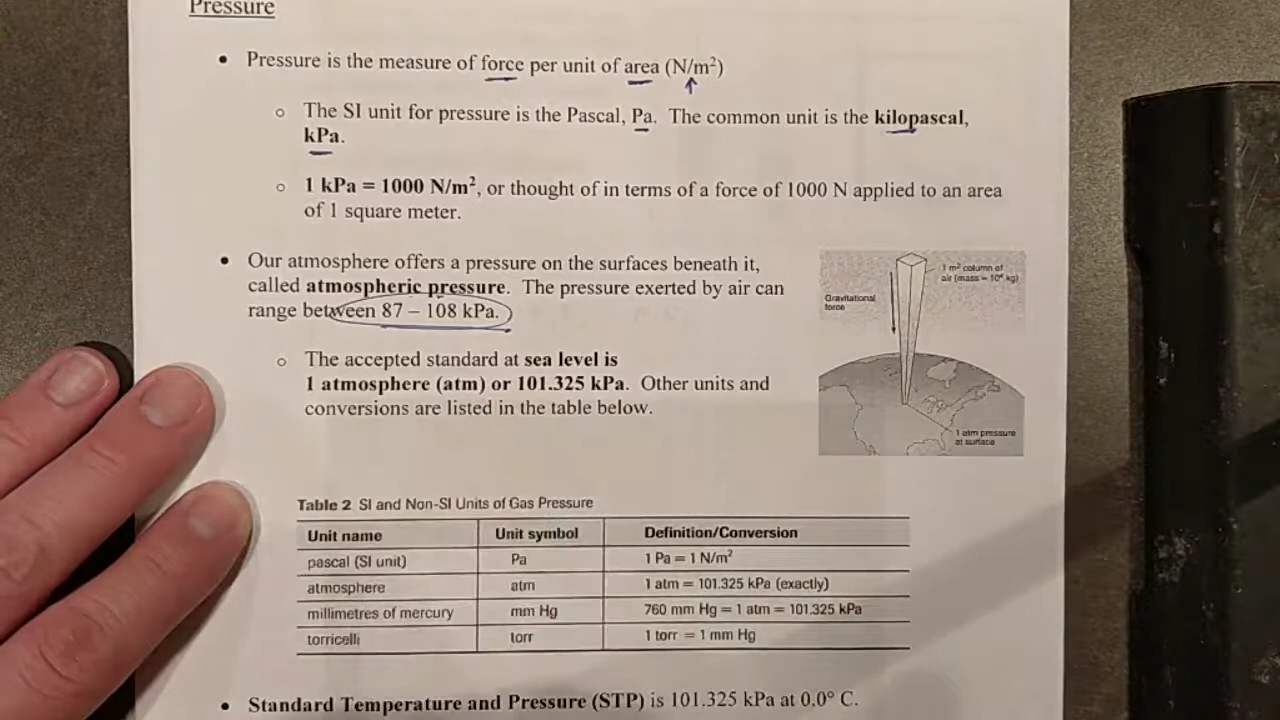 Pressure
• Pressure is the measure of force per unit of area (N/m²)
o The SI unit for pressure is the Pascal, Pa. The common unit is the kilopascal,
kPa.
o 1 kPa = 1000 N/m², or thought of in terms of a force of 1000 N applied to an area
of 1 square meter.
• Our atmosphere offers a pressure on the surfaces beneath it,
called atmospheric pressure. The pressure exerted by air can
range between 87 – 108 kPa.
1 m² column of
air (mass = 10⁴ kg)
Gravitational
force
1 atm pressure
at surface
o The accepted standard at sea level is
1 atmosphere (atm) or 101.325 kPa. Other units and
conversions are listed in the table below.
Table 2 SI and Non-SI Units of Gas Pressure
Unit name Unit symbol Definition/Conversion
pascal (SI unit) Pa 1 Pa = 1 N/m²
atmosphere atm 1 atm = 101.325 kPa (exactly)
millimetres of mercury mm Hg 760 mm Hg = 1 atm = 101.325 kPa
torricelli torr 1 torr = 1 mm Hg
• Standard Temperature and Pressure (STP) is 101.325 kPa at 0.0° C.